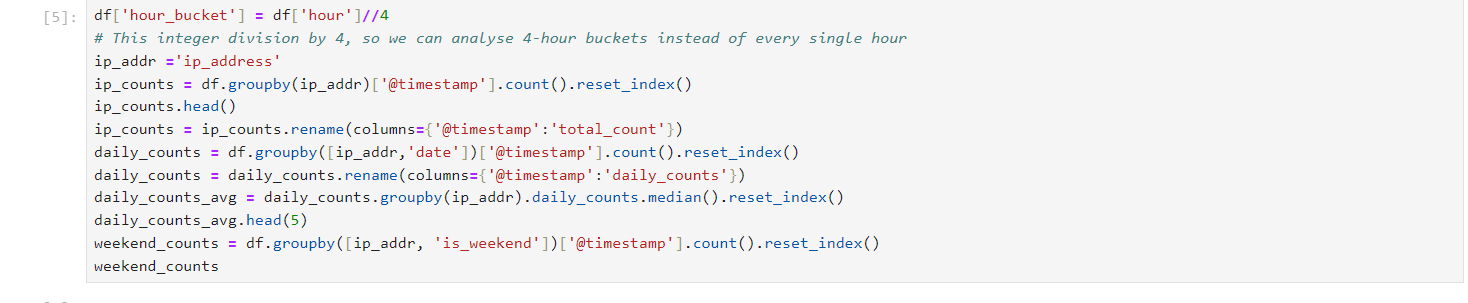 [5]:
df['hour_bucket'] = df['hour']//4
# This integer division by 4, so we can analyse 4-hour buckets instead of every single hour
ip_addr ='ip_address'
ip_counts = df.groupby(ip_addr)['@timestamp'].count().reset_index()
ip_counts.head()
ip_counts = ip_counts.rename(columns={'@timestamp':'total_count'})
daily_counts = df.groupby([ip_addr,'date'])['@timestamp'].count().reset_index()
daily_counts = daily_counts.rename(columns={'@timestamp':'daily_counts'})
daily_counts_avg = daily_counts.groupby(ip_addr).daily_counts.median().reset_index()
daily_counts_avg.head(5)
weekend_counts = df.groupby([ip_addr, 'is_weekend'])['@timestamp'].count().reset_index()
weekend_counts